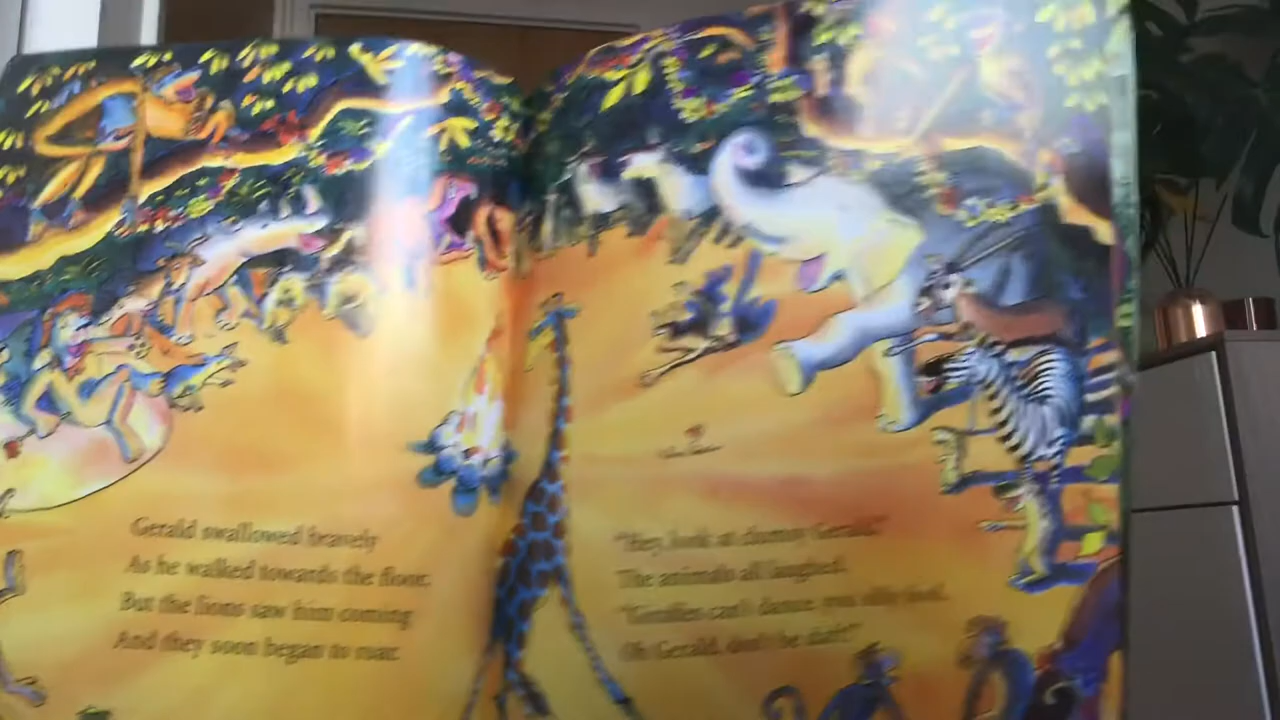 Gerald swallowed bravely
As he walked towards the floor.
But the lions saw him coming
And they soon began to roar.
"Hey, look at clumsy Gerald."
The animals all laughed.
"Giraffes can't dance, you silly fool.
Oh Gerald, don't be daft!"